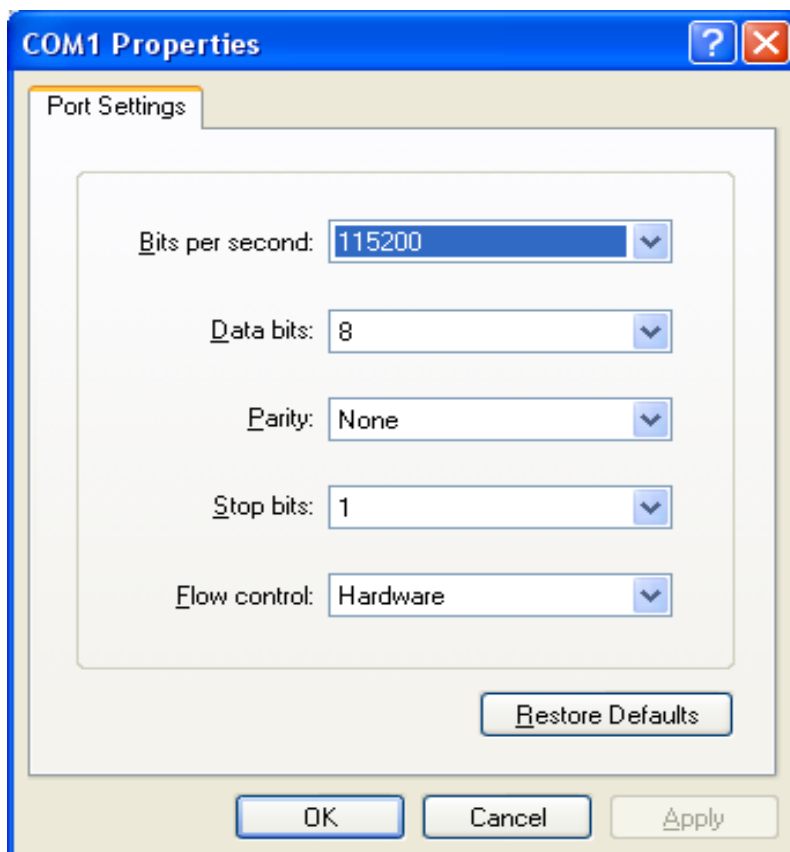 COM1 Properties
Port Settings
Bits per second: 115200
Data bits: 8
Parity: None
Stop bits: 1
Flow control: Hardware
Restore Defaults
OK Cancel Apply